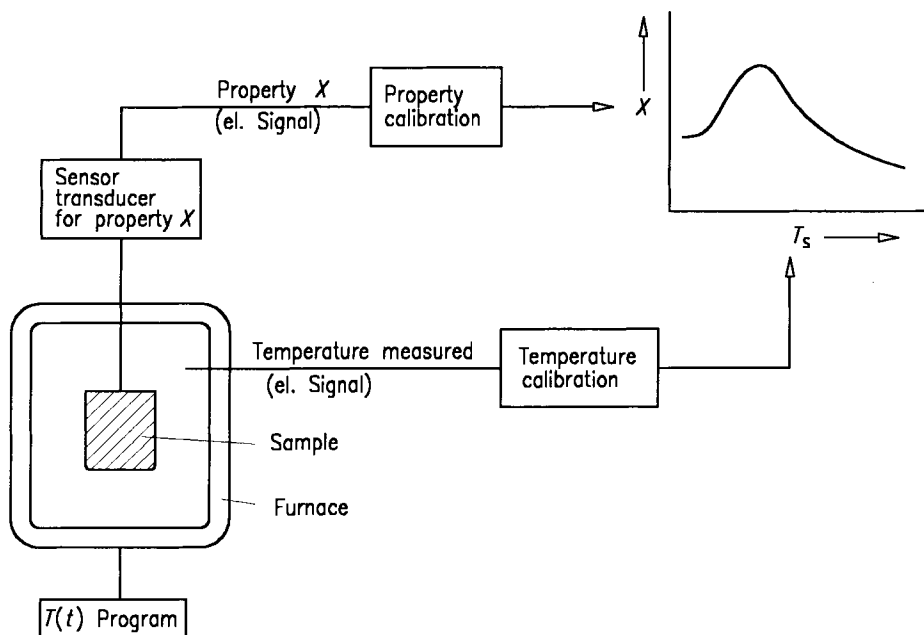 Property X
(el. Signal)
Property
calibration
X
Sensor
transducer
for property X
Tₛ
Temperature measured
(el. Signal)
Temperature
calibration
Sample
Furnace
T(t) Program